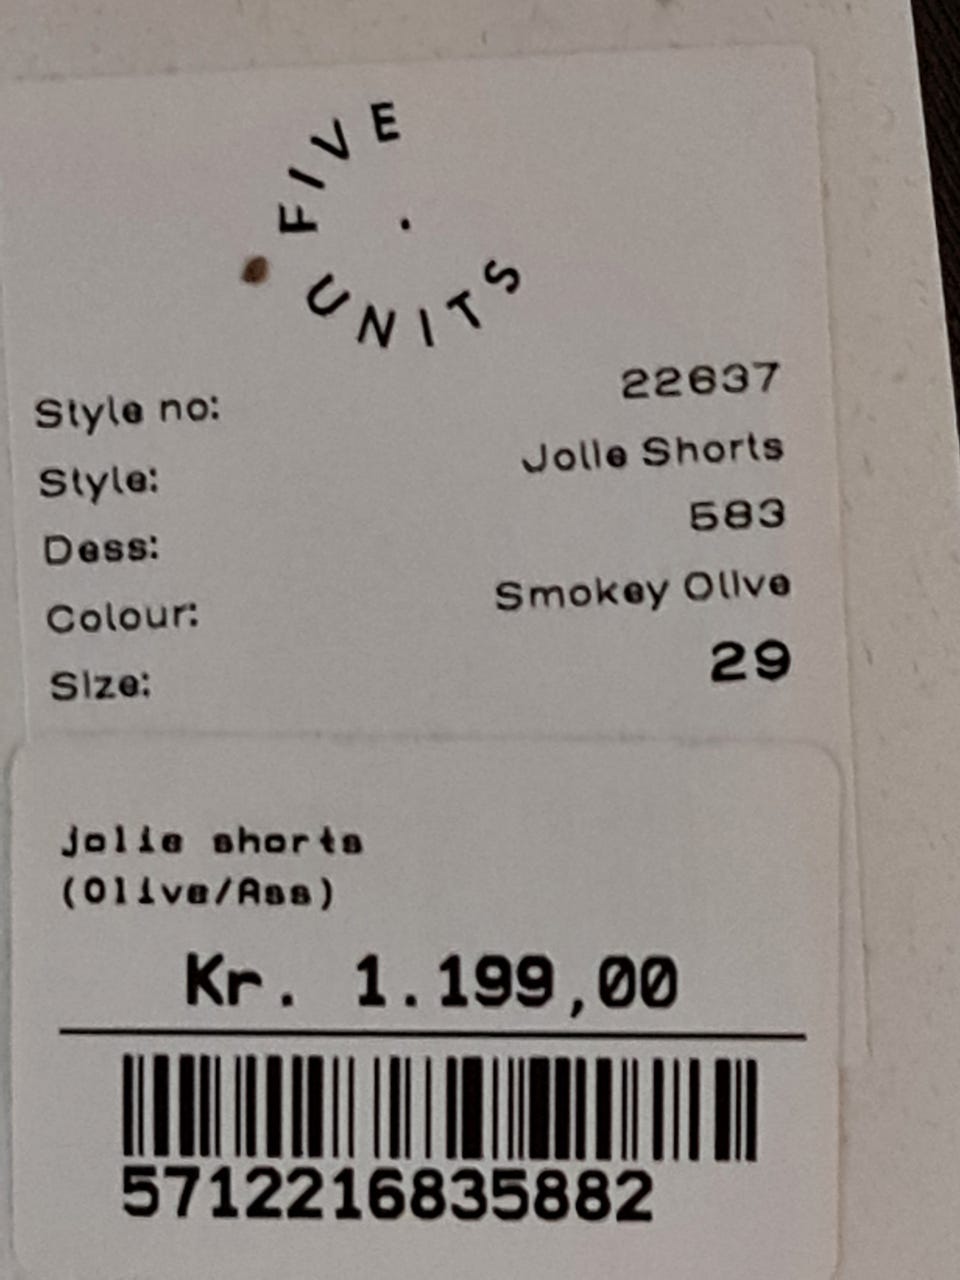 FIVE
UNITS
Style no: 22637
Style: Jolie Shorts
Dess: 583
Colour: Smokey Olive
Size: 29
jolie shorts
(Olive/Ass)
Kr. 1.199,00
5712216835882